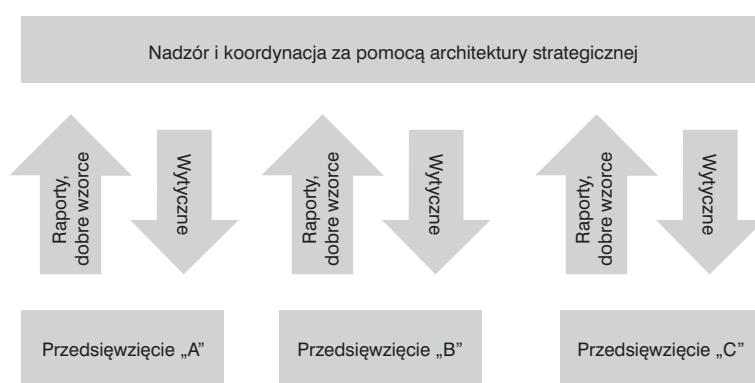 Nadzór i koordynacja za pomocą architektury strategicznej
Raporty,
dobre wzorce
Wytyczne
Raporty,
dobre wzorce
Wytyczne
Raporty,
dobre wzorce
Wytyczne
Przedsięwzięcie „A”
Przedsięwzięcie „B”
Przedsięwzięcie „C”